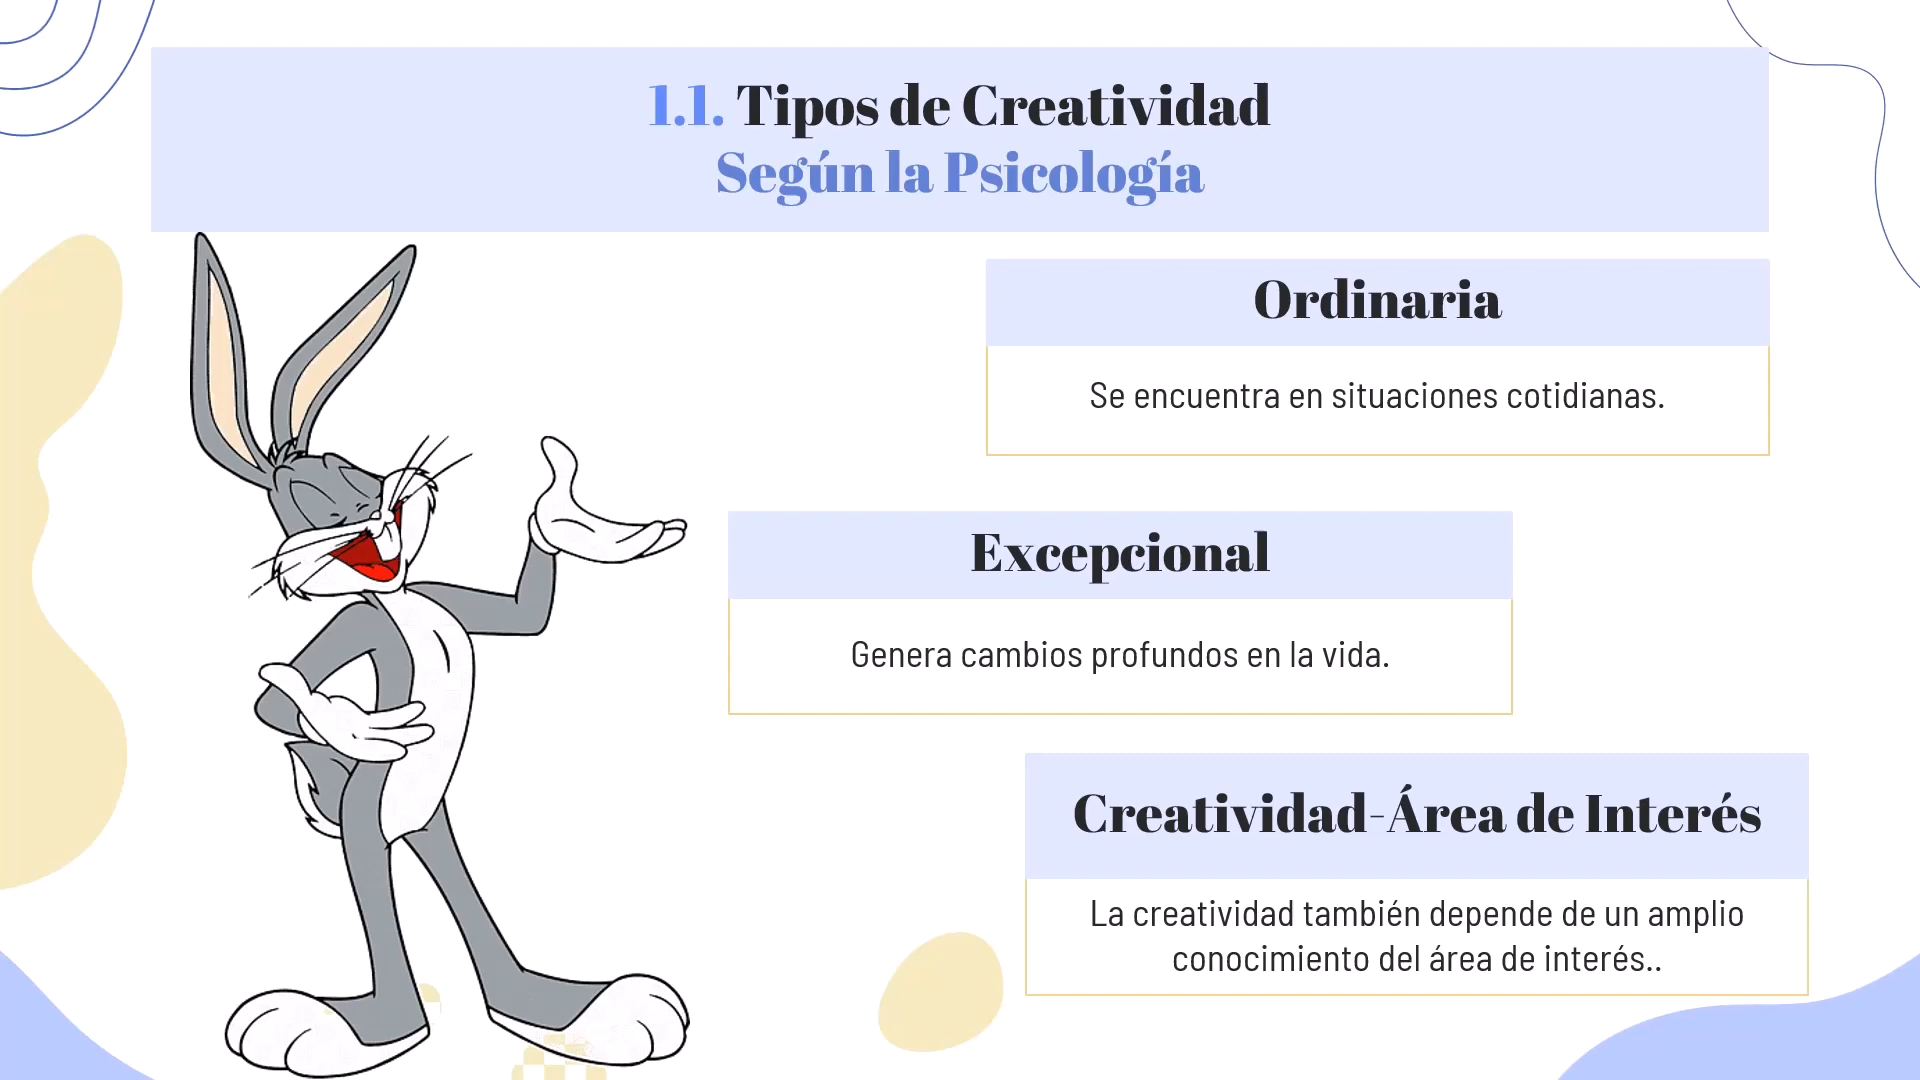 1.1. Tipos de Creatividad
Según la Psicología
Ordinaria
Se encuentra en situaciones cotidianas.
Excepcional
Genera cambios profundos en la vida.
Creatividad-Área de Interés
La creatividad también depende de un amplio
conocimiento del área de interés..